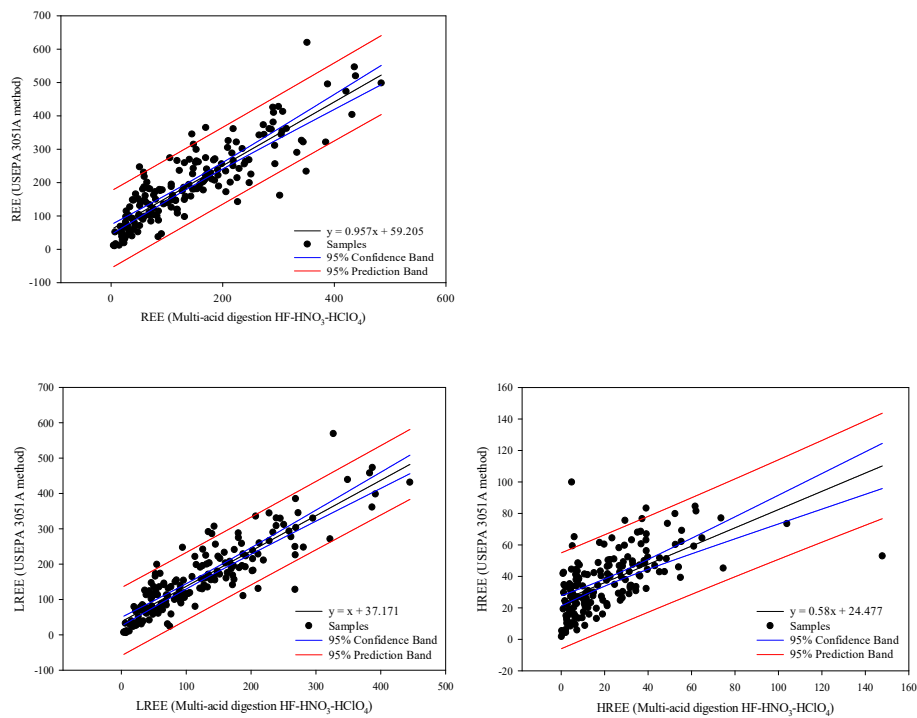 700
600
500
400
300
200
100
0
-100
REE (USEPA 3051A method)
y = 0.957x + 59.205
Samples
95% Confidence Band
95% Prediction Band
0 200 400 600
REE (Multi-acid digestion HF-HNO3-HClO4)
700
600
500
400
300
200
100
0
-100
LREE (USEPA 3051A method)
y = x + 37.171
Samples
95% Confidence Band
95% Prediction Band
0 100 200 300 400 500
LREE (Multi-acid digestion HF-HNO3-HClO4)
160
140
120
100
80
60
40
20
0
-20
HREE (USEPA 3051A method)
y = 0.58x + 24.477
Samples
95% Confidence Band
95% Prediction Band
0 20 40 60 80 100 120 140 160
HREE (Multi-acid digestion HF-HNO3-HClO4)